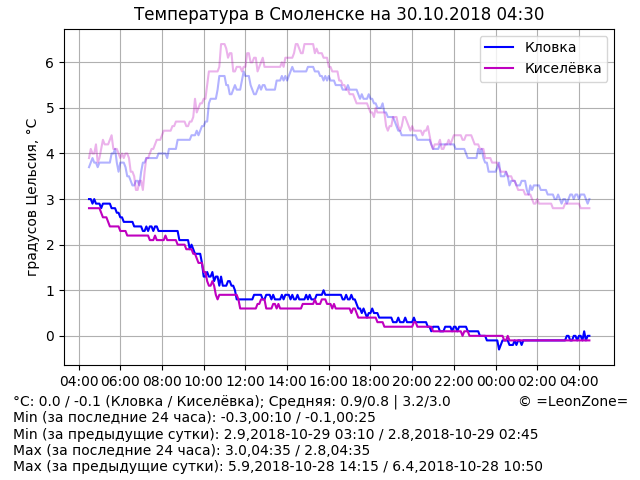 Температура в Смоленске на 30.10.2018 04:30
Кловка
Киселёвка
градусов Цельсия, °C
6
5
4
3
2
1
0
04:00 06:00 08:00 10:00 12:00 14:00 16:00 18:00 20:00 22:00 00:00 02:00 04:00
°C: 0.0 / -0.1 (Кловка / Киселёвка); Средняя: 0.9/0.8 | 3.2/3.0 © =LeonZone=
Min (за последние 24 часа): -0.3,00:10 / -0.1,00:25
Min (за предыдущие сутки): 2.9,2018-10-29 03:10 / 2.8,2018-10-29 02:45
Max (за последние 24 часа): 3.0,04:35 / 2.8,04:35
Max (за предыдущие сутки): 5.9,2018-10-28 14:15 / 6.4,2018-10-28 10:50